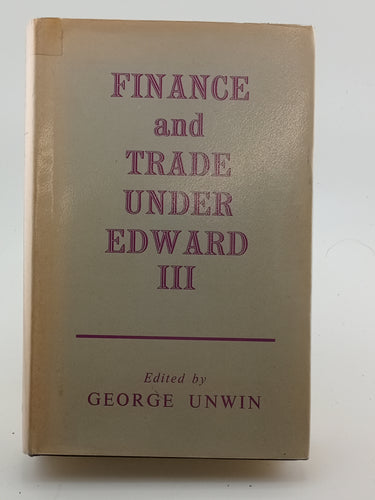 FINANCE
and
TRADE
UNDER
EDWARD
III
Edited by
GEORGE UNWIN